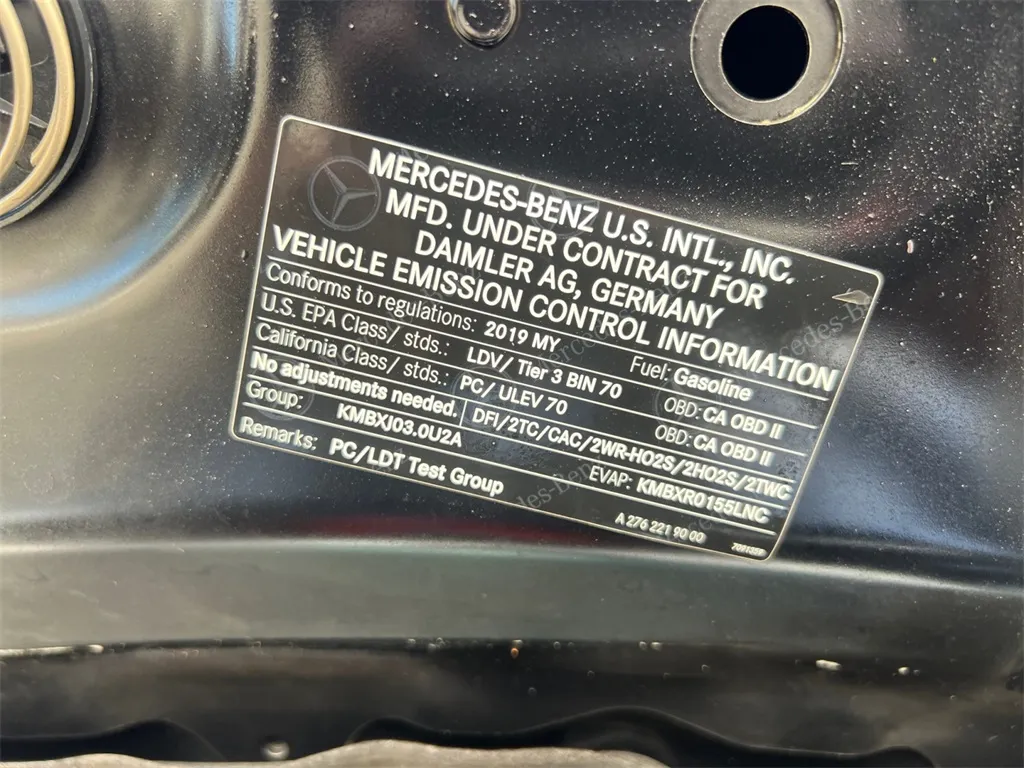 MERCEDES-BENZ U.S. INTL., INC.
MFD. UNDER CONTRACT FOR
DAIMLER AG, GERMANY
VEHICLE EMISSION CONTROL INFORMATION
Conforms to regulations: 2019 MY Fuel: Gasoline
U.S. EPA Class/ stds.: LDV/ Tier 3 BIN 70 OBD: CA OBD II
California Class/ stds.: PC/ ULEV 70 OBD: CA OBD II
No adjustments needed. DFI/2TC/CAC/2WR-HO2S/2HO2S/2TWC
Group: KMBXJ03.0U2A EVAP: KMBXR0155LNC
Remarks: PC/LDT Test Group
A 276 221 90 00